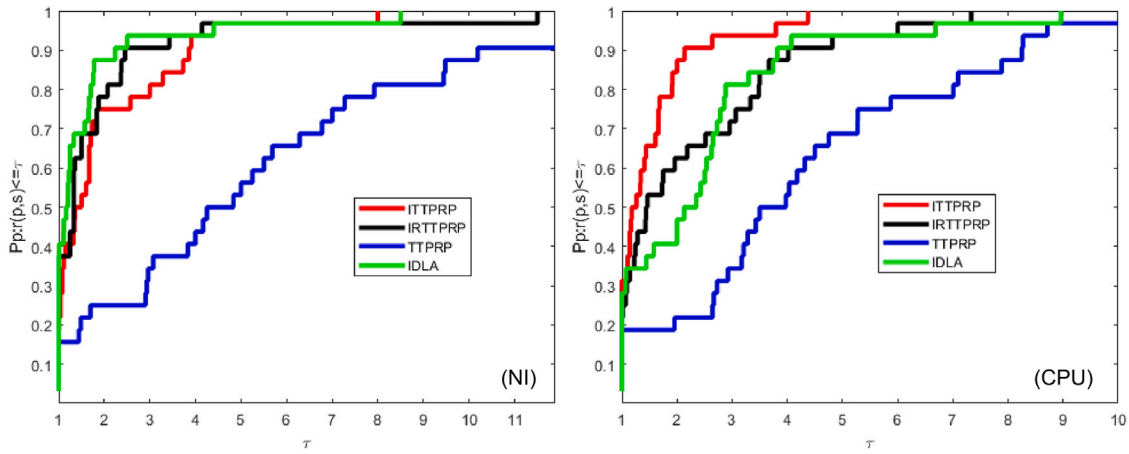 Pp:r(p,s)<=τ
1
0.9
0.8
0.7
0.6
0.5
0.4
0.3
0.2
0.1
ITTPRP
IRTTPRP
TTPRP
IDLA
(NI)
1 2 3 4 5 6 7 8 9 10 11
τ
Pp:r(p,s)<=τ
1
0.9
0.8
0.7
0.6
0.5
0.4
0.3
0.2
0.1
ITTPRP
IRTTPRP
TTPRP
IDLA
(CPU)
1 2 3 4 5 6 7 8 9 10
τ